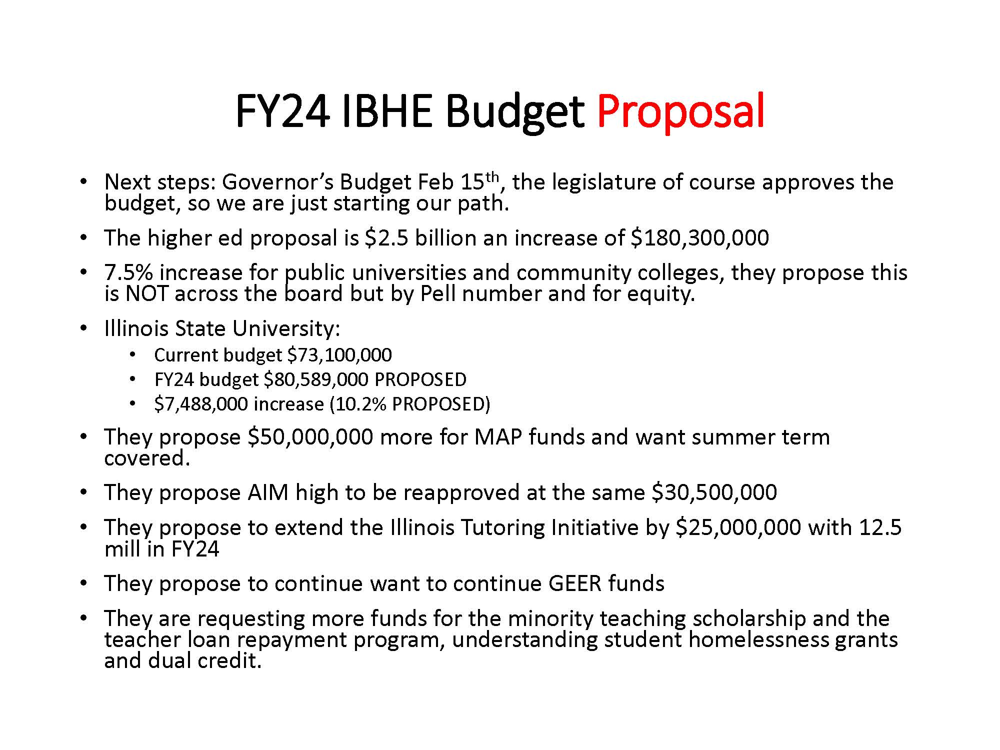 FY24 IBHE Budget Proposal
• Next steps: Governor’s Budget Feb 15th, the legislature of course approves the
budget, so we are just starting our path.
• The higher ed proposal is $2.5 billion an increase of $180,300,000
• 7.5% increase for public universities and community colleges, they propose this
is NOT across the board but by Pell number and for equity.
• Illinois State University:
• Current budget $73,100,000
• FY24 budget $80,589,000 PROPOSED
• $7,488,000 increase (10.2% PROPOSED)
• They propose $50,000,000 more for MAP funds and want summer term
covered.
• They propose AIM high to be reapproved at the same $30,500,000
• They propose to extend the Illinois Tutoring Initiative by $25,000,000 with 12.5
mill in FY24
• They propose to continue want to continue GEER funds
• They are requesting more funds for the minority teaching scholarship and the
teacher loan repayment program, understanding student homelessness grants
and dual credit.